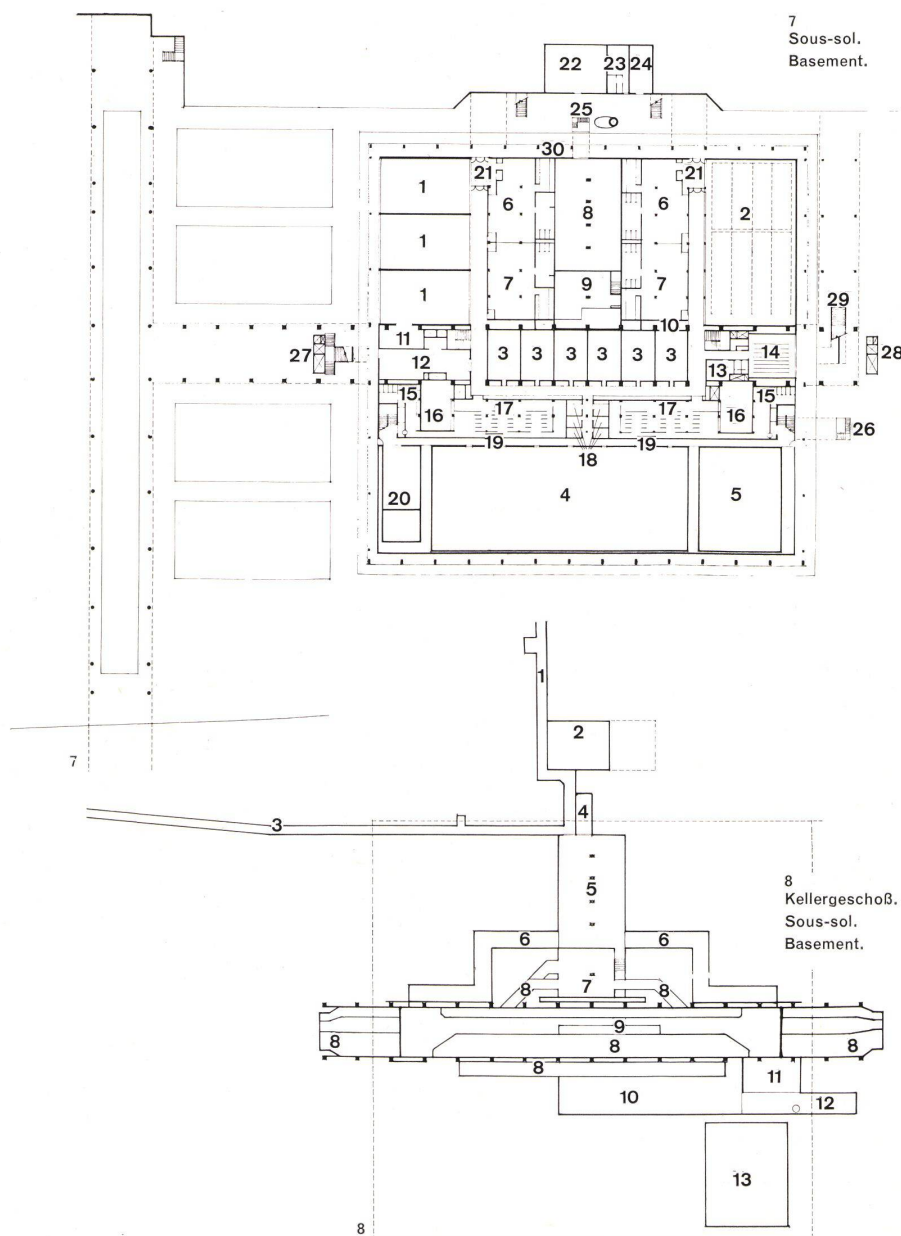 7
Sous-sol.
Basement.
22 23 24
25
30
1 21 6 8 6 21 2
1
1 7 9 7
10
29
11 3 3 3 3 3 3 14
27 12 13 28
15 16 17 17 16 15
26
19 18 19
20 4 5
1
2
7
4
3
5
8
Kellergeschoß.
Sous-sol.
Basement.
6 6
8 7 8
9
8 8 8
8 11
10 12
13
8